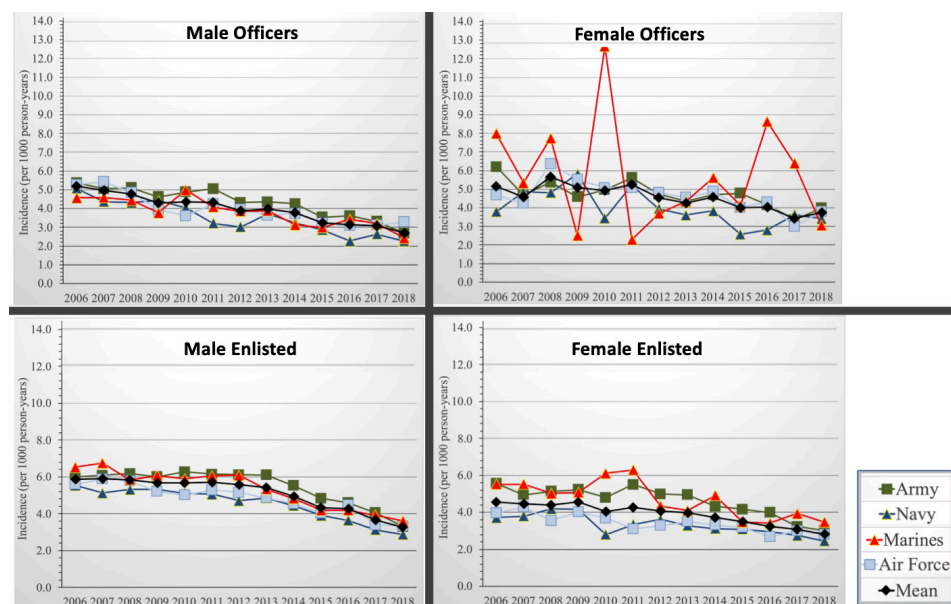 Male Officers
Incidence (per 1000 person-years)
14.0
13.0
12.0
11.0
10.0
9.0
8.0
7.0
6.0
5.0
4.0
3.0
2.0
1.0
0.0
2006 2007 2008 2009 2010 2011 2012 2013 2014 2015 2016 2017 2018
Female Officers
Incidence (per 1000 person-years)
14.0
13.0
12.0
11.0
10.0
9.0
8.0
7.0
6.0
5.0
4.0
3.0
2.0
1.0
0.0
2006 2007 2008 2009 2010 2011 2012 2013 2014 2015 2016 2017 2018
Male Enlisted
Incidence (per 1000 person-years)
14.0
12.0
10.0
8.0
6.0
4.0
2.0
0.0
2006 2007 2008 2009 2010 2011 2012 2013 2014 2015 2016 2017 2018
Female Enlisted
Incidence (per 1000 person-years)
14.0
12.0
10.0
8.0
6.0
4.0
2.0
0.0
2006 2007 2008 2009 2010 2011 2012 2013 2014 2015 2016 2017 2018
Army
Navy
Marines
Air Force
Mean